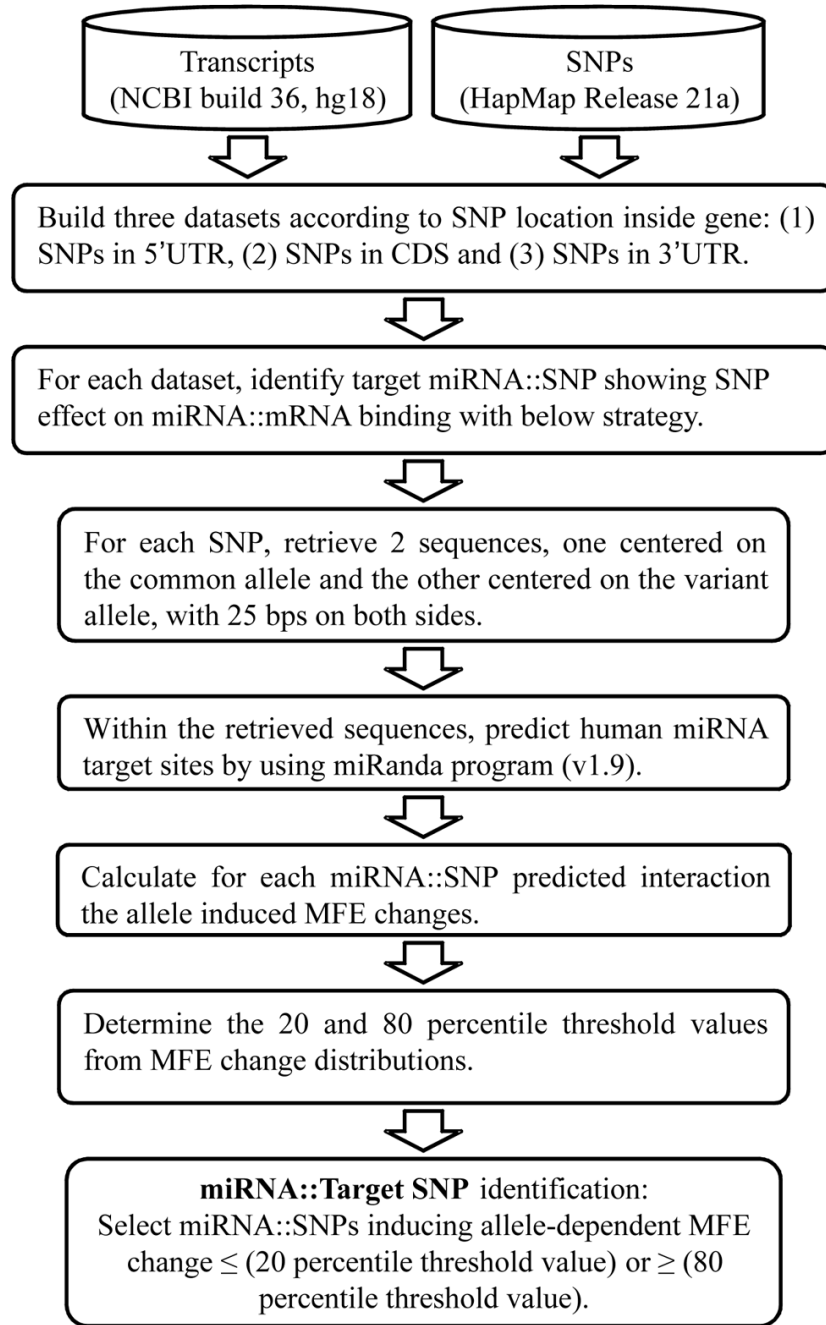 Transcripts
(NCBI build 36, hg18)
SNPs
(HapMap Release 21a)
Build three datasets according to SNP location inside gene: (1)
SNPs in 5’UTR, (2) SNPs in CDS and (3) SNPs in 3’UTR.
For each dataset, identify target miRNA::SNP showing SNP
effect on miRNA::mRNA binding with below strategy.
For each SNP, retrieve 2 sequences, one centered on
the common allele and the other centered on the variant
allele, with 25 bps on both sides.
Within the retrieved sequences, predict human miRNA
target sites by using miRanda program (v1.9).
Calculate for each miRNA::SNP predicted interaction
the allele induced MFE changes.
Determine the 20 and 80 percentile threshold values
from MFE change distributions.
miRNA::Target SNP identification:
Select miRNA::SNPs inducing allele-dependent MFE
change ≤ (20 percentile threshold value) or ≥ (80
percentile threshold value).